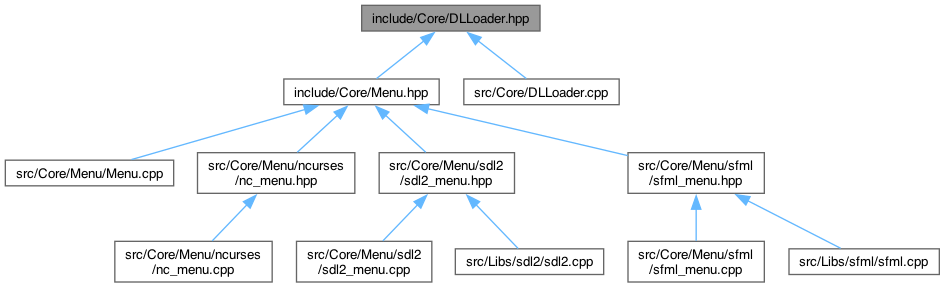 include/Core/DLLoader.hpp
include/Core/Menu.hpp
src/Core/DLLoader.cpp
src/Core/Menu/Menu.cpp
src/Core/Menu/ncurses
/nc_menu.hpp
src/Core/Menu/sdl2
/sdl2_menu.hpp
src/Core/Menu/sfml
/sfml_menu.hpp
src/Core/Menu/ncurses
/nc_menu.cpp
src/Core/Menu/sdl2
/sdl2_menu.cpp
src/Libs/sdl2/sdl2.cpp
src/Core/Menu/sfml
/sfml_menu.cpp
src/Libs/sfml/sfml.cpp